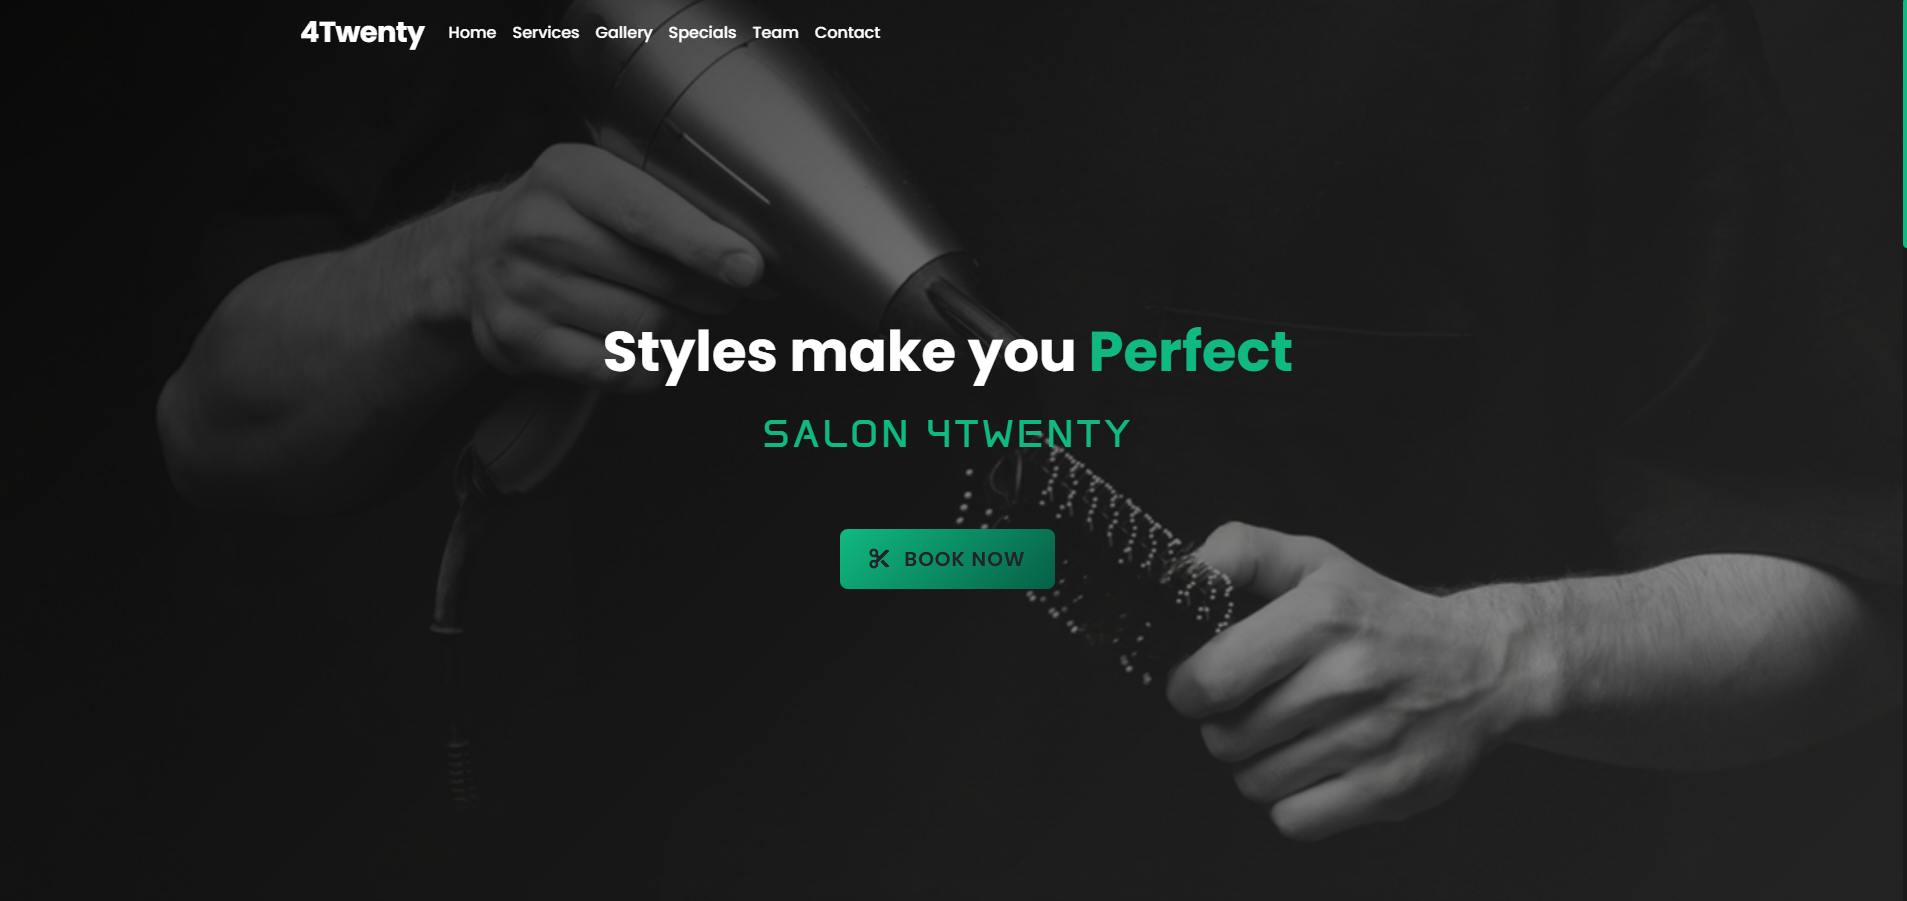 4Twenty Home Services Gallery Specials Team Contact
Styles make you Perfect
SALON 4TWENTY
BOOK NOW